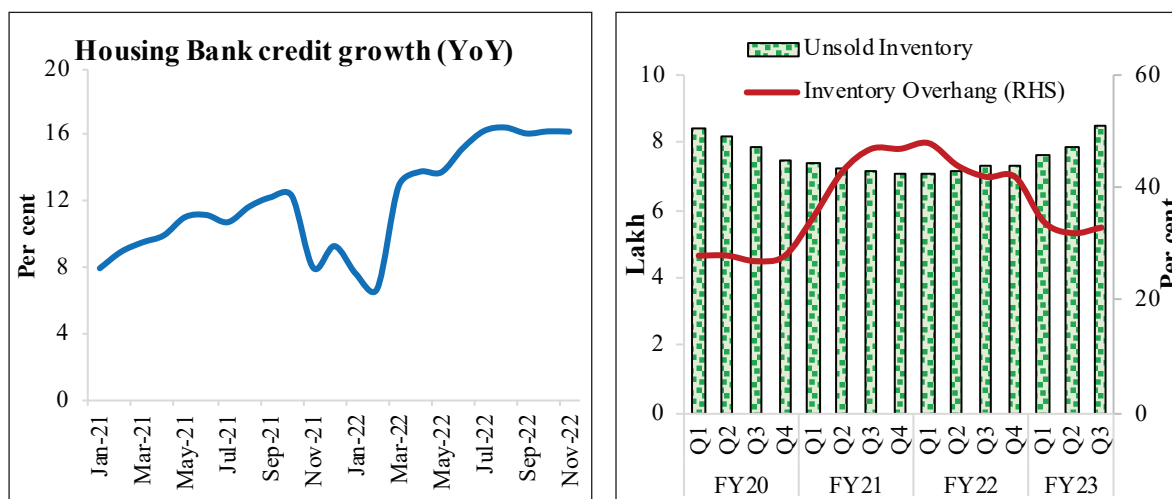 Housing Bank credit growth (YoY)
Per cent
20
16
12
8
4
0
Jan-21
Mar-21
May-21
Jul-21
Sep-21
Nov-21
Jan-22
Mar-22
May-22
Jul-22
Sep-22
Nov-22
Unsold Inventory
Inventory Overhang (RHS)
Lakh
10
8
6
4
2
0
60
40
20
0
Per cent
Q1 Q2 Q3 Q4 Q1 Q2 Q3 Q4 Q1 Q2 Q3 Q4 Q1 Q2 Q3
FY20 FY21 FY22 FY23